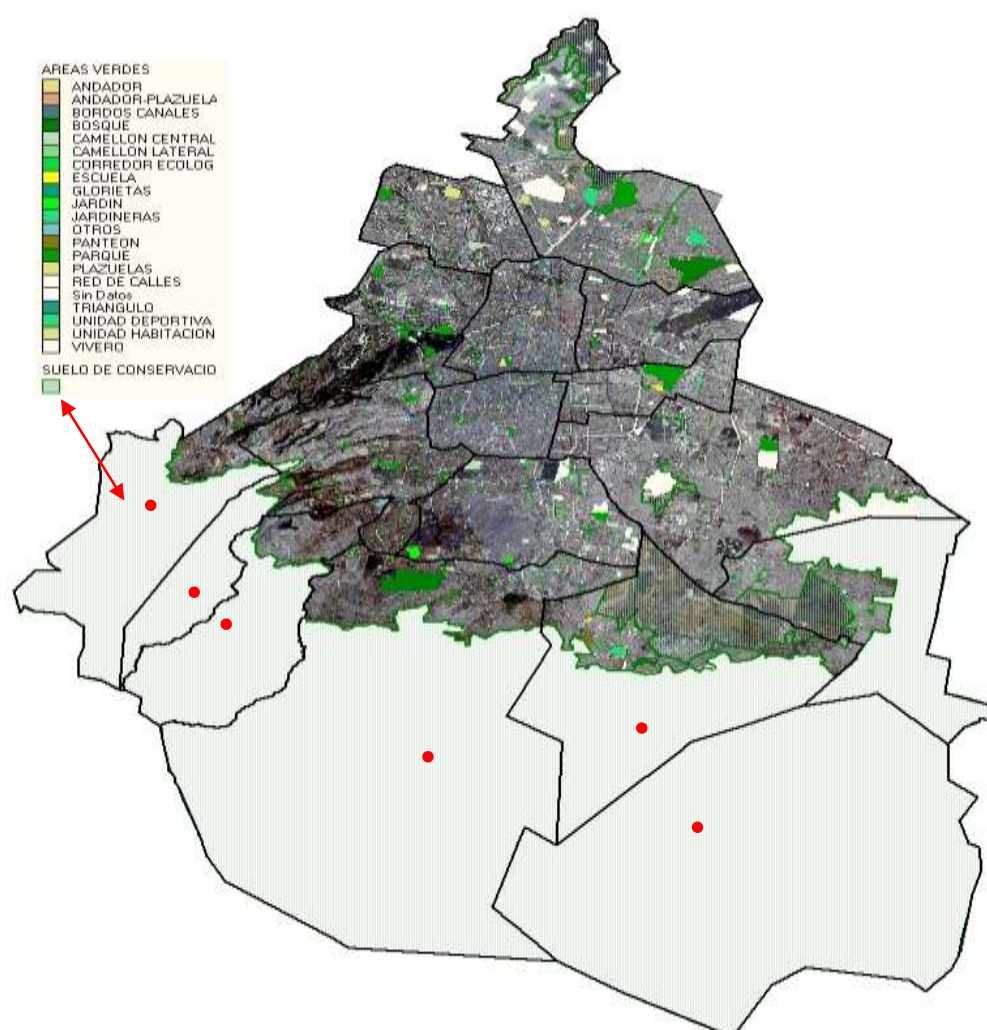 AREAS VERDES
ANDADOR
ANDADOR-PLAZUELA
BORDOS CANALES
BOSQUE
CAMELLON CENTRAL
CAMELLON LATERAL
CORREDOR ECOLOG
ESCUELA
GLORIETAS
JARDIN
JARDINERAS
OTROS
PANTEON
PARQUE
PLAZUELAS
RED DE CALLES
Sin Datos
TRIANGULO
UNIDAD DEPORTIVA
UNIDAD HABITACION
VIVERO
SUELO DE CONSERVACIO